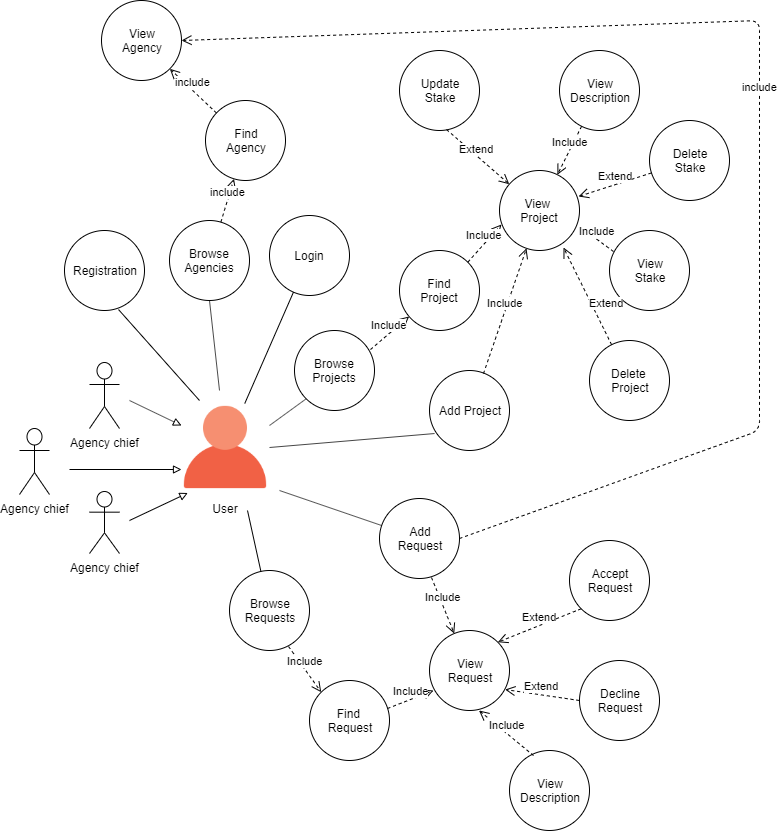 View
Agency
include
include
Update
Stake
View
Description
Find
Agency
Extend
Include
Delete
Stake
include
Extend
View
Project
Include
Include
Registration
Browse
Agencies
Login
View
Stake
Find
Project
Include
Extend
Include
Browse
Projects
Delete
Project
Add Project
Agency chief
Agency chief
User
Agency chief
Add
Request
Include
Accept
Request
Browse
Requests
Extend
Include
View
Request
Include
Extend
Decline
Request
Find
Request
Include
View
Description